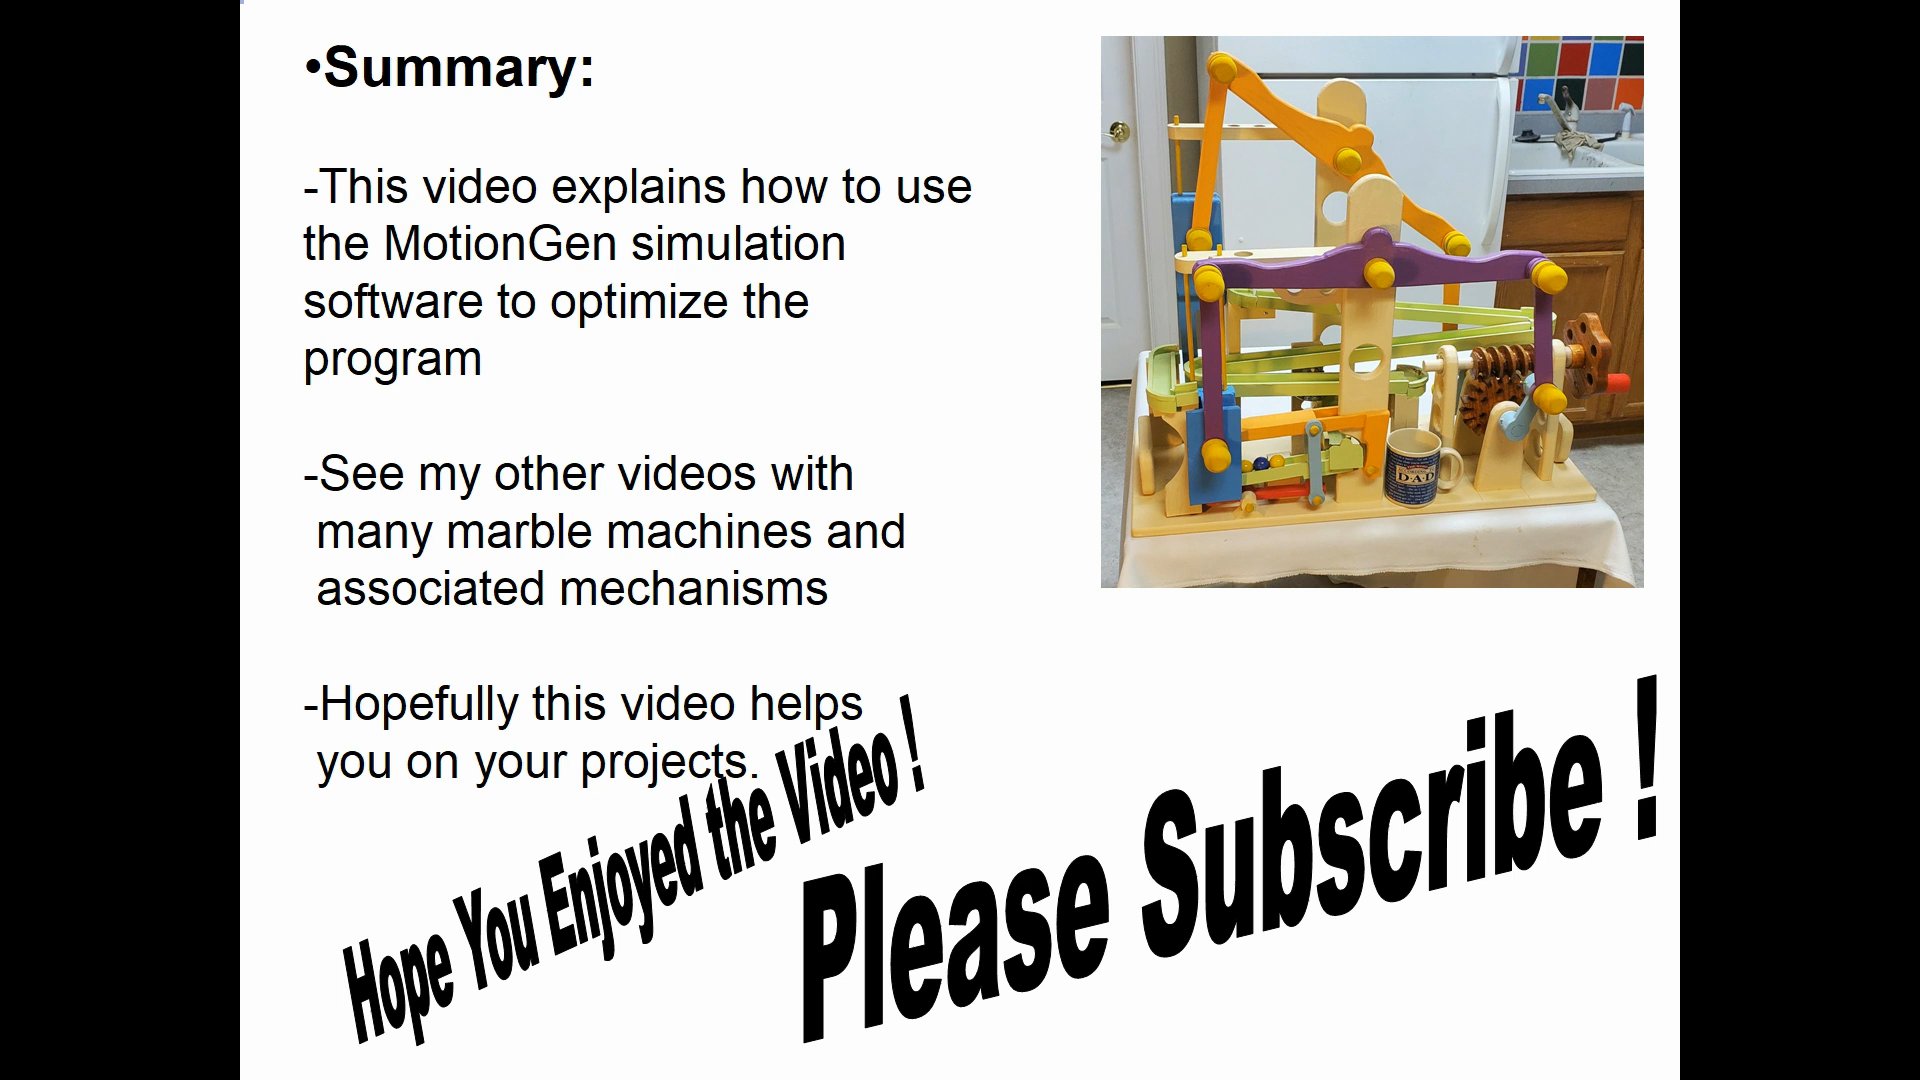 •Summary:
-This video explains how to use
the MotionGen simulation
software to optimize the
program
-See my other videos with
many marble machines and
associated mechanisms
-Hopefully this video helps
you on your projects.
Hope You Enjoyed the Video !
Please Subscribe !
D·A·D